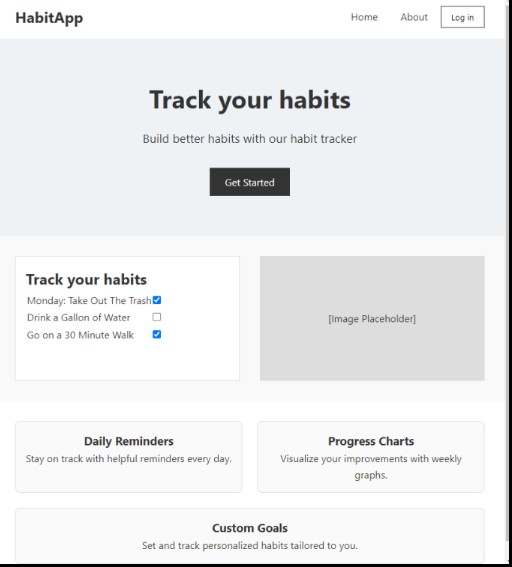 HabitApp
Home
About
Log in
Track your habits
Build better habits with our habit tracker
Get Started
Track your habits
Monday: Take Out The Trash
Drink a Gallon of Water
Go on a 30 Minute Walk
[Image Placeholder]
Daily Reminders
Stay on track with helpful reminders every day.
Progress Charts
Visualize your improvements with weekly
graphs.
Custom Goals
Set and track personalized habits tailored to you.